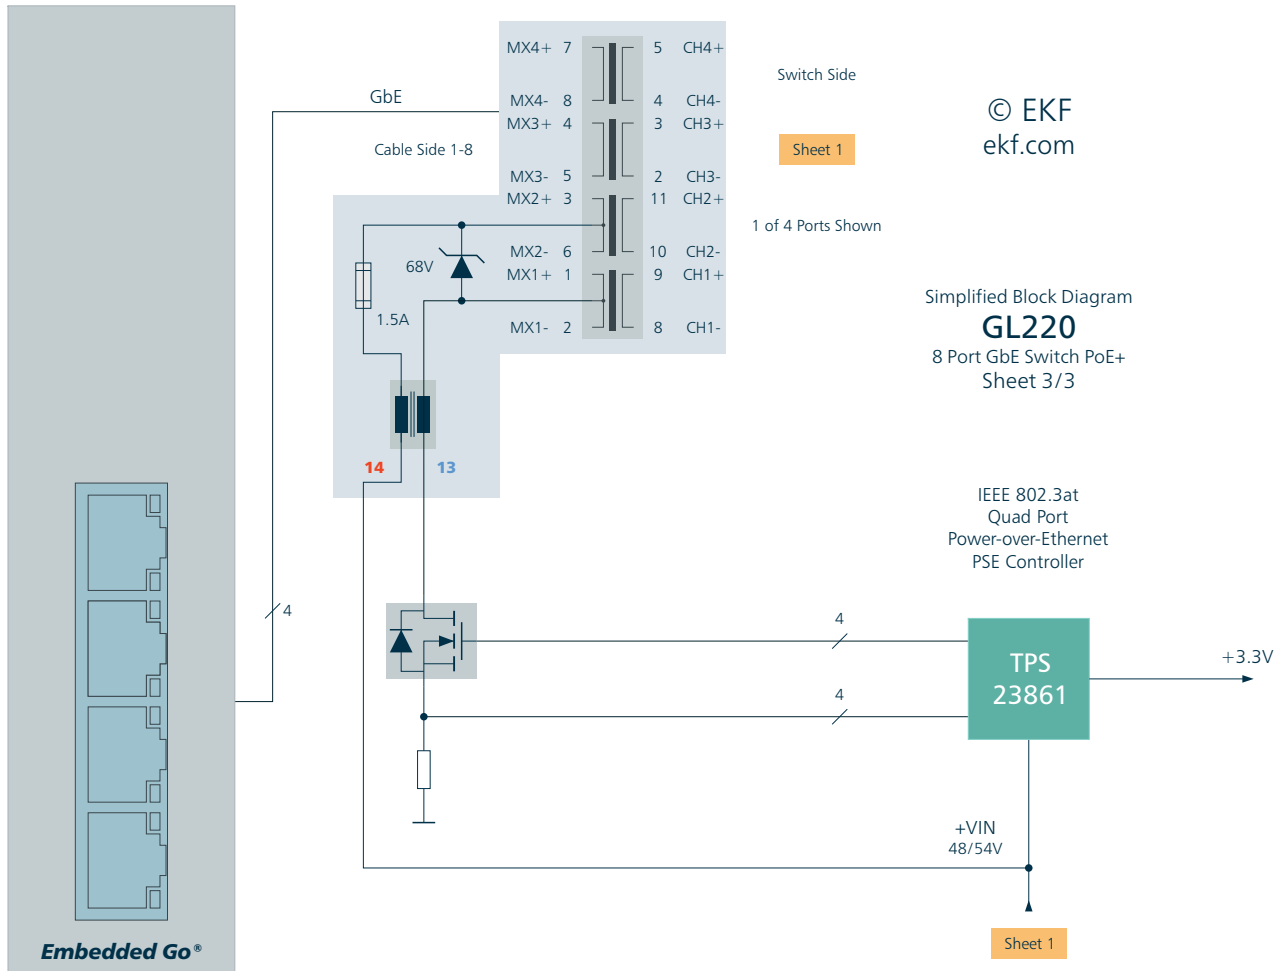 MX4+ 7 5 CH4+
MX4- 8 4 CH4-
MX3+ 4 3 CH3+
MX3- 5 2 CH3-
MX2+ 3 11 CH2+
MX2- 6 10 CH2-
MX1+ 1 9 CH1+
MX1- 2 8 CH1-
GbE
Cable Side 1-8
Switch Side
Sheet 1
1 of 4 Ports Shown
© EKF
ekf.com
68V
1.5A
14 13
Simplified Block Diagram
GL220
8 Port GbE Switch PoE+
Sheet 3/3
IEEE 802.3at
Quad Port
Power-over-Ethernet
PSE Controller
4
4
4
TPS
23861
+3.3V
+VIN
48/54V
Sheet 1
Embedded Go®